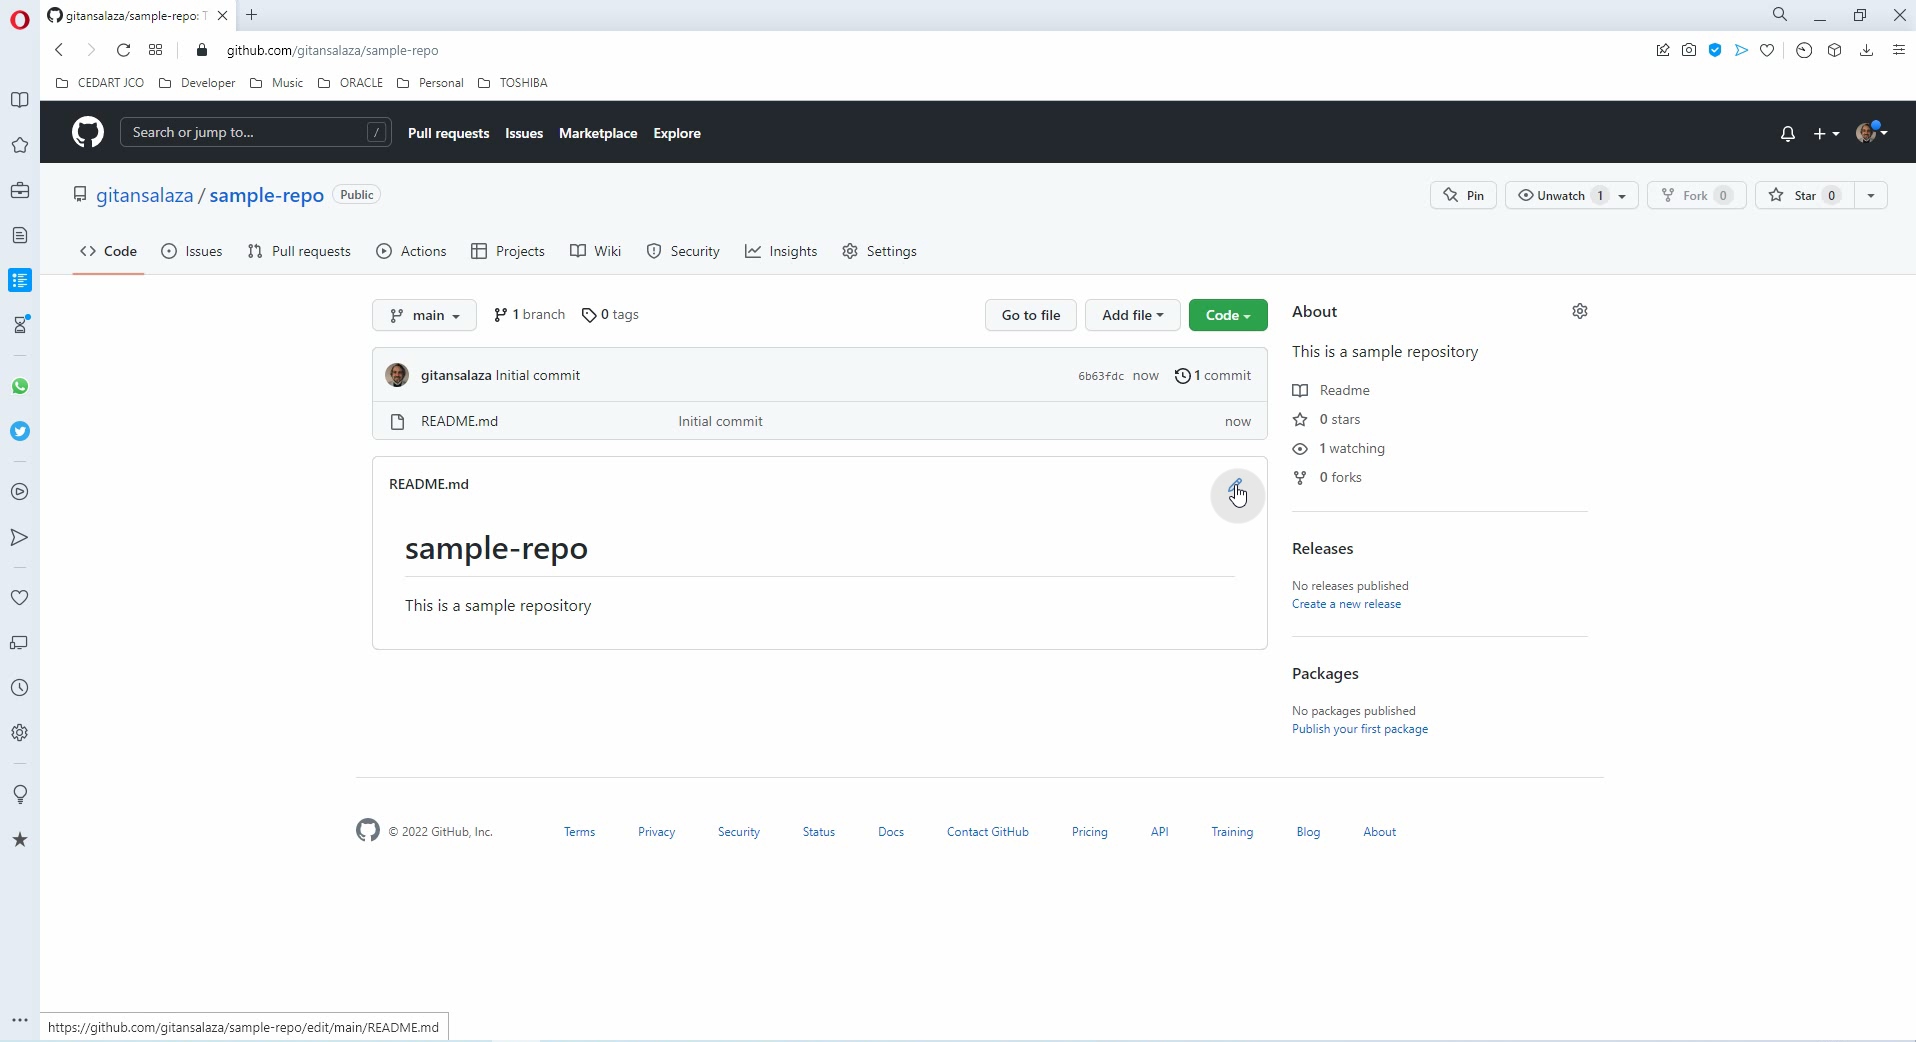 gitansalaza/sample-repo: T
github.com/gitansalaza/sample-repo
CEDART JCO Developer Music ORACLE Personal TOSHIBA
Search or jump to... / Pull requests Issues Marketplace Explore
gitansalaza / sample-repo Public Pin Unwatch 1 Fork 0 Star 0
Code Issues Pull requests Actions Projects Wiki Security Insights Settings
main 1 branch 0 tags Go to file Add file Code
gitansalaza Initial commit 6b63fdc now 1 commit
README.md Initial commit now
README.md
sample-repo
This is a sample repository
About
This is a sample repository
Readme
0 stars
1 watching
0 forks
Releases
No releases published
Create a new release
Packages
No packages published
Publish your first package
© 2022 GitHub, Inc. Terms Privacy Security Status Docs Contact GitHub Pricing API Training Blog About
https://github.com/gitansalaza/sample-repo/edit/main/README.md